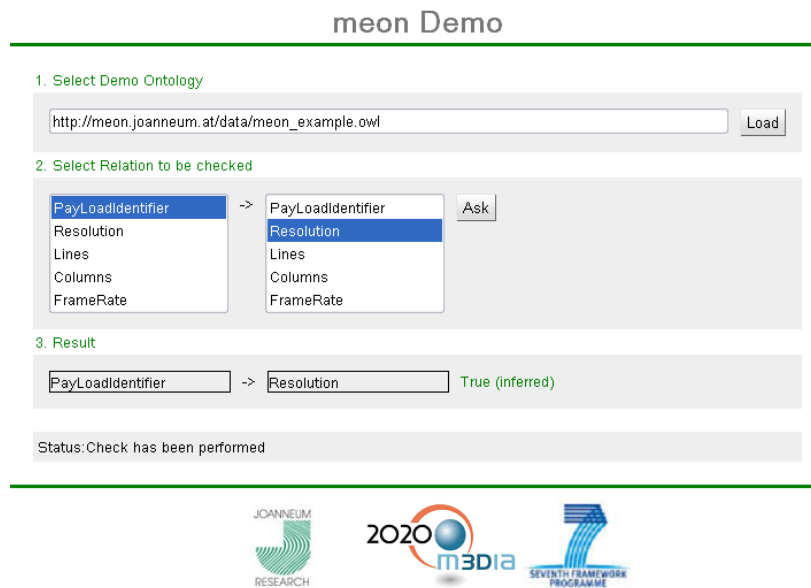 meon Demo
1. Select Demo Ontology
http://meon.joanneum.at/data/meon_example.owl Load
2. Select Relation to be checked
PayLoadIdentifier -> PayLoadIdentifier Ask
Resolution Resolution
Lines Lines
Columns Columns
FrameRate FrameRate
3. Result
PayLoadIdentifier -> Resolution True (inferred)
Status:Check has been performed
JOANNEUM
RESEARCH
2020
m3Dia
7
SEVENTH FRAMEWORK
PROGRAMME